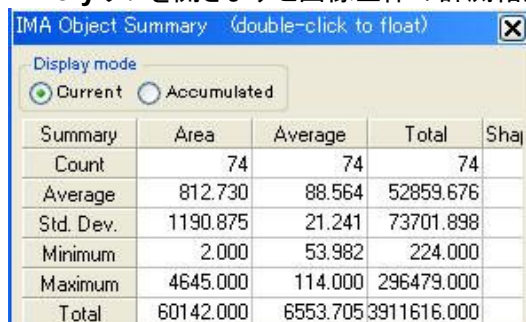 IMA Object Summary (double-click to float)
Display mode
Current Accumulated
Summary Area Average Total Shap
Count 74 74 74
Average 812.730 88.564 52859.676
Std. Dev. 1190.875 21.241 73701.898
Minimum 2.000 53.982 224.000
Maximum 4645.000 114.000 296479.000
Total 60142.000 6553.705 3911616.000